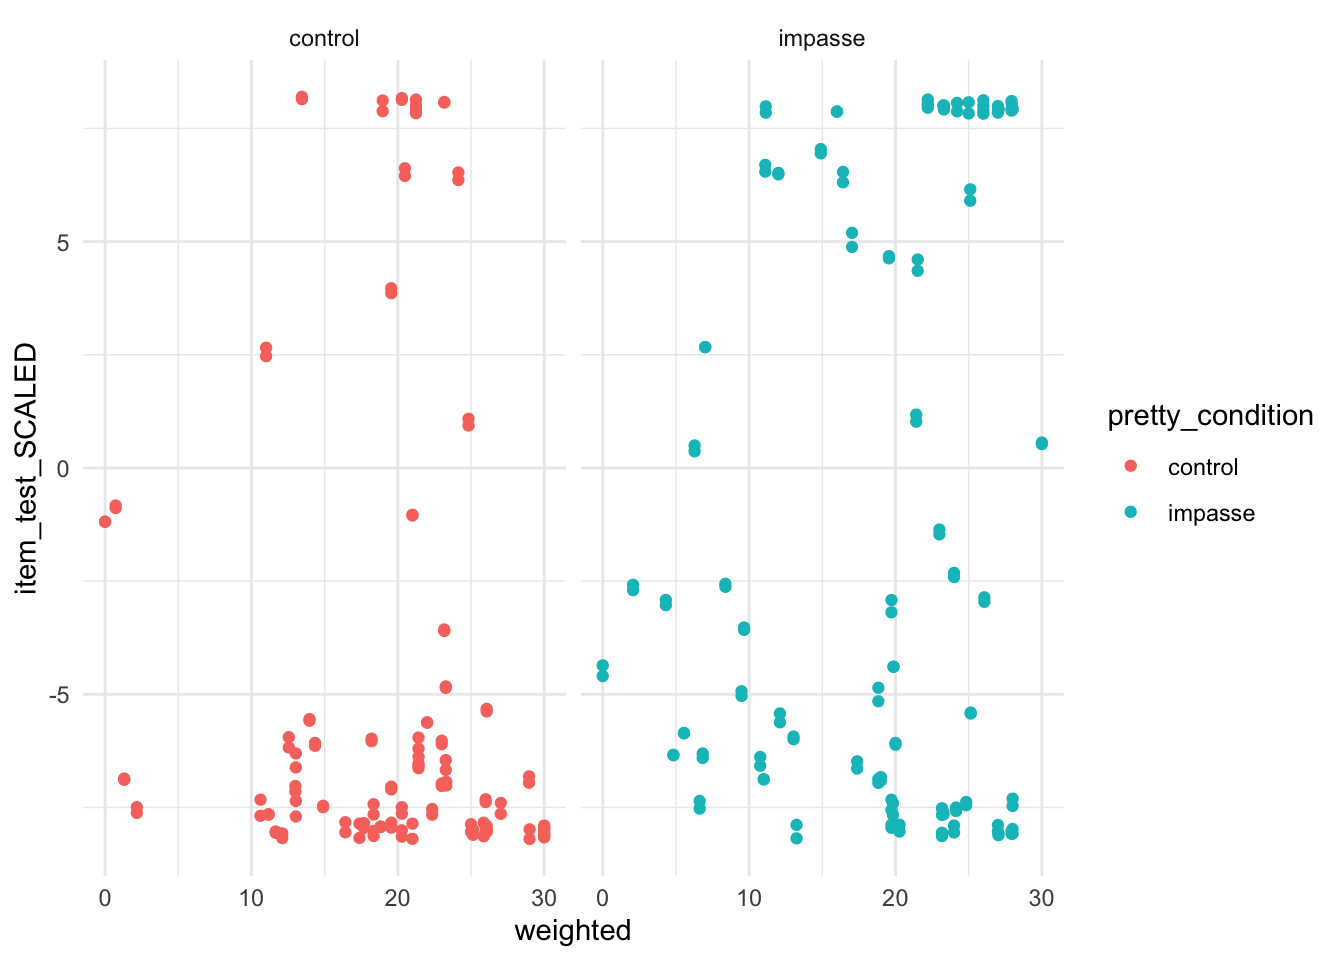 control
impasse
5
0
-5
item_test_SCALED
0
10
20
30
0
10
20
30
weighted
pretty_condition
control
impasse